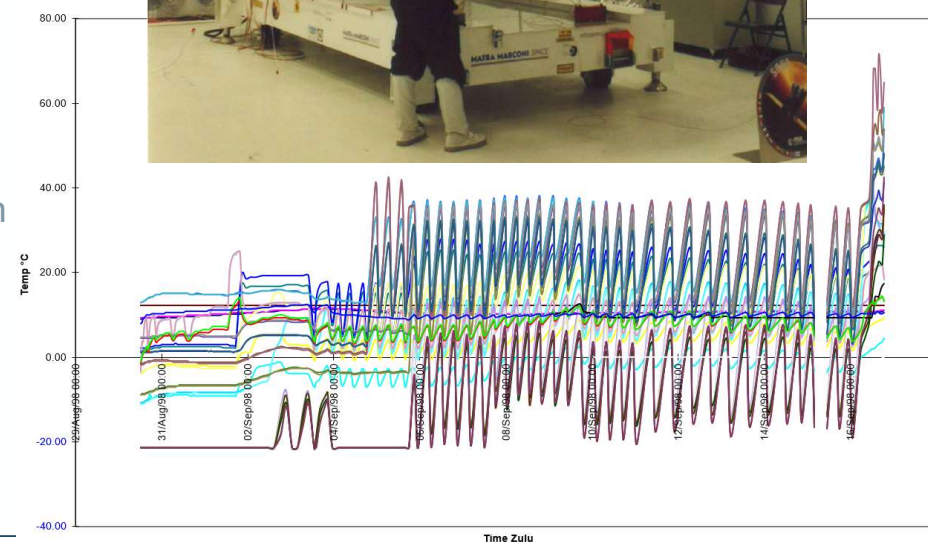 80.00
MATRA MARCONI SPACE
MATRA MARCONI SPACE
60.00
n
40.00
Temp °C
20.00
0.00
-20.00
-40.00
29/Aug/98 00:00
31/Aug/98 00:00
02/Sep/98 00:00
04/Sep/98 00:00
06/Sep/98 00:00
08/Sep/98 00:00
10/Sep/98 00:00
12/Sep/98 00:00
14/Sep/98 00:00
16/Sep/98 00:00
Time Zulu